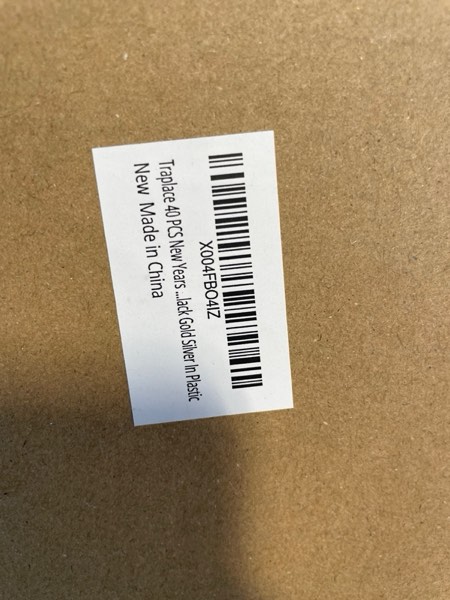 X004FBO4IZ
Traplace 40 PCS New Years ...lack Gold Silver In Plastic
New Made in China